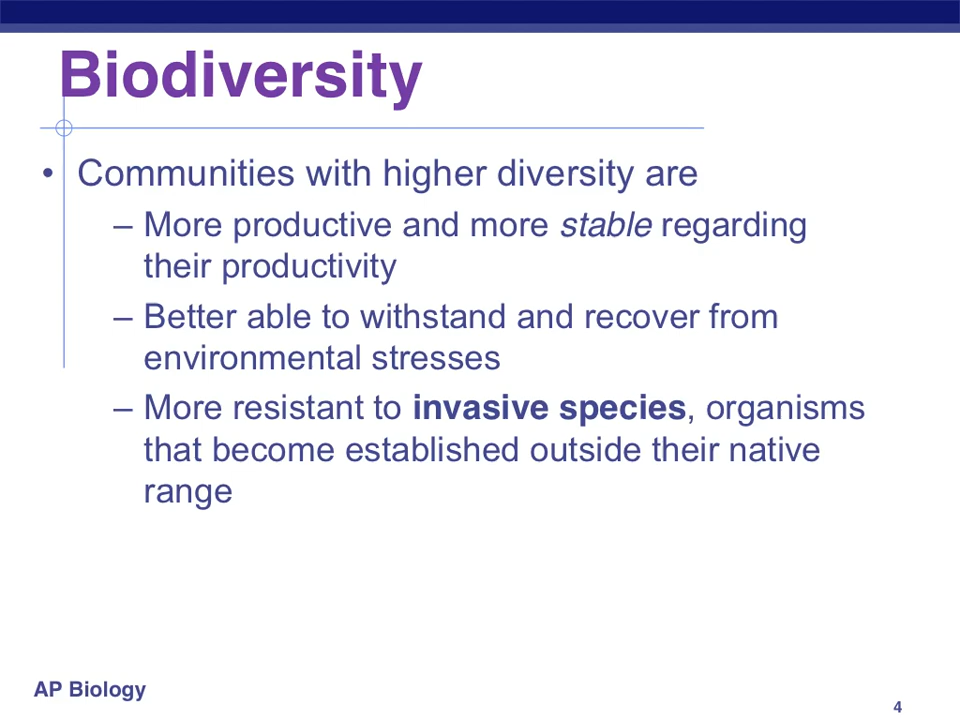 Biodiversity
• Communities with higher diversity are
– More productive and more stable regarding
their productivity
– Better able to withstand and recover from
environmental stresses
– More resistant to invasive species, organisms
that become established outside their native
range
AP Biology
4